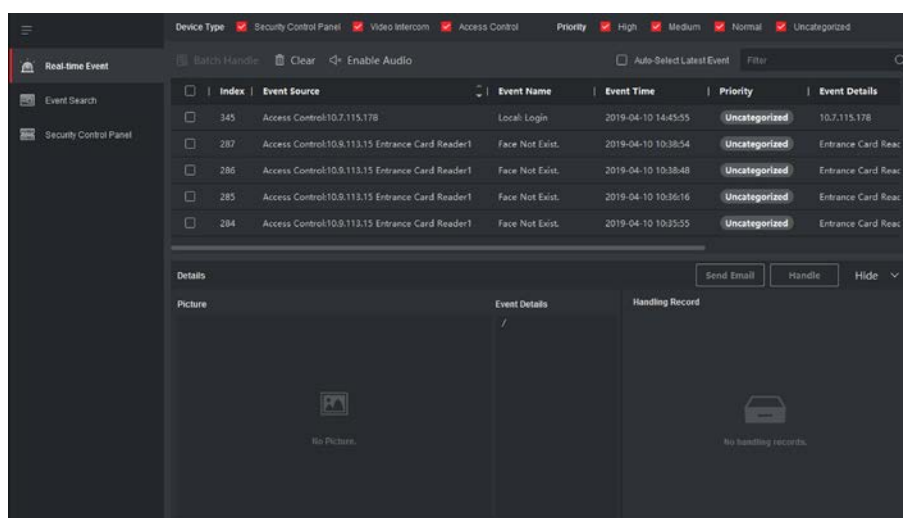 Device Type Security Control Panel Video Intercom Access Control Priority High Medium Normal Uncategorized
Real-time Event
Event Search
Security Control Panel
Batch Handle Clear Enable Audio Auto-Select Latest Event Filter
Index Event Source Event Name Event Time Priority Event Details
345 Access Control:10.7.115.178 Local: Login 2019-04-10 14:45:55 Uncategorized 10.7.115.178
287 Access Control:10.9.113.15 Entrance Card Reader1 Face Not Exist. 2019-04-10 10:38:54 Uncategorized Entrance Card Reac
286 Access Control:10.9.113.15 Entrance Card Reader1 Face Not Exist. 2019-04-10 10:38:48 Uncategorized Entrance Card Reac
285 Access Control:10.9.113.15 Entrance Card Reader1 Face Not Exist. 2019-04-10 10:36:16 Uncategorized Entrance Card Reac
284 Access Control:10.9.113.15 Entrance Card Reader1 Face Not Exist. 2019-04-10 10:35:55 Uncategorized Entrance Card Reac
Details Send Email Handle Hide
Picture Event Details Handling Record
/
No Picture.
No handling records.